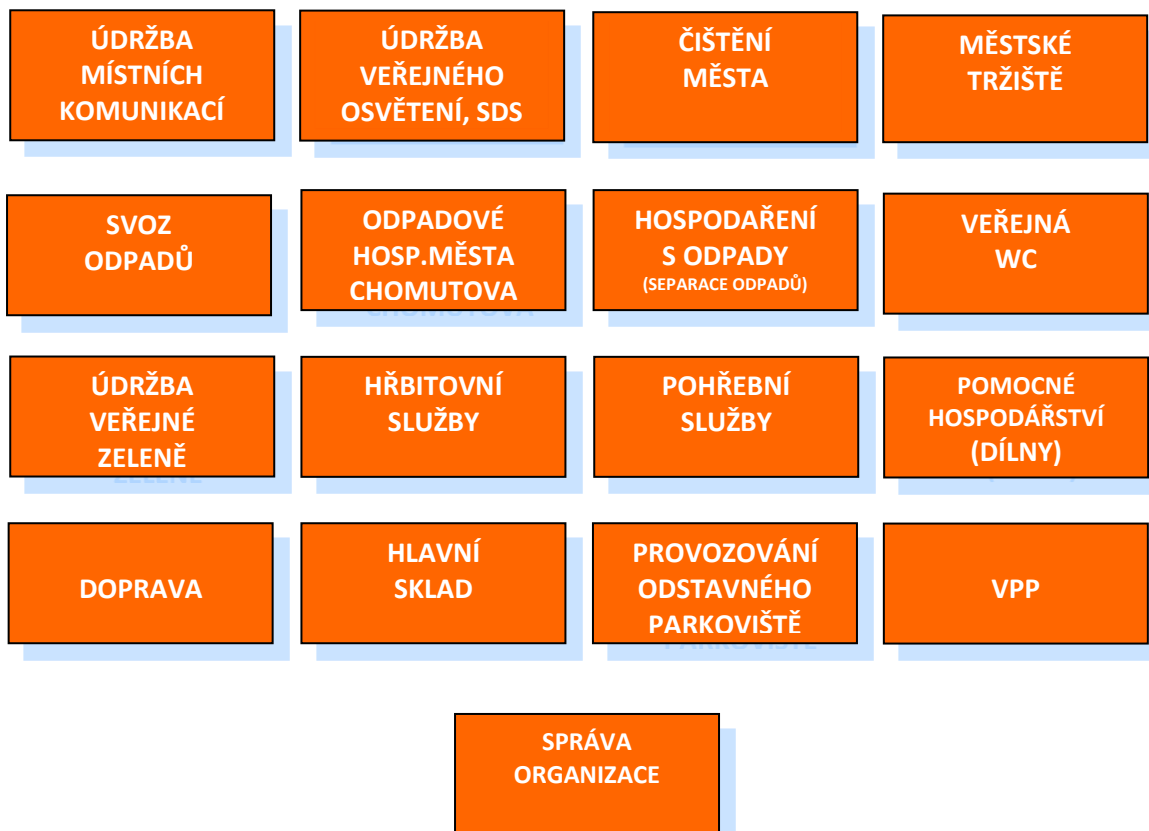 ÚDRŽBA
MÍSTNÍCH
KOMUNIKACÍ
ÚDRŽBA
VEŘEJNÉHO
OSVĚTENÍ, SDS
ČIŠTĚNÍ
MĚSTA
MĚSTSKÉ
TRŽIŠTĚ
SVOZ
ODPADŮ
ODPADOVÉ
HOSP.MĚSTA
CHOMUTOVA
HOSPODAŘENÍ
S ODPADY
(SEPARACE ODPADŮ)
VEŘEJNÁ
WC
ÚDRŽBA
VEŘEJNÉ
ZELENĚ
HŘBITOVNÍ
SLUŽBY
POHŘEBNÍ
SLUŽBY
POMOCNÉ
HOSPODÁŘSTVÍ
(DÍLNY)
DOPRAVA
HLAVNÍ
SKLAD
PROVOZOVÁNÍ
ODSTAVNÉHO
PARKOVIŠTĚ
VPP
SPRÁVA
ORGANIZACE